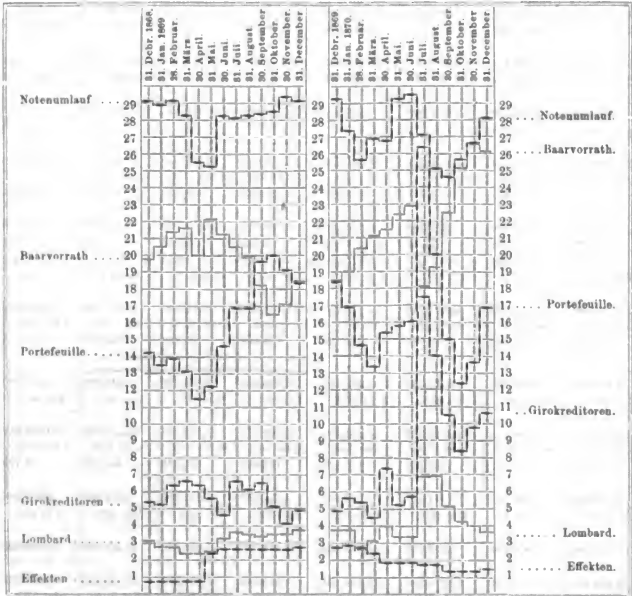 31. Dcbr. 1868.
31. Jan. 1869
28. Februar.
31. März.
30. April.
31. Mai.
30. Juni.
31. Juli
31. August
30. September
31. Oktober.
30. November.
31. December
31. Dcbr. 1869.
31. Jan. 1870.
28. Februar.
31. März.
30. April.
31. Mai.
30. Juni.
31. Juli
31. August
30. September
31. Oktober.
30. November
31. December
Notenumlauf ....
Baarvorrath ....
Portefeuille ......
Girokreditoren ..
Lombard ........
Effekten .......
29
28
27
26
25
24
23
22
21
20
19
18
17
16
15
14
13
12
11
10
9
8
7
6
5
4
3
2
1
29
28
27
26
25
24
23
22
21
20
19
18
17
16
15
14
13
12
11
10
9
8
7
6
5
4
3
2
1
.... Notenumlauf.
.... Baarvorrath.
.... Portefeuille.
.. Girokreditoren.
...... Lombard.
...... Effekten.